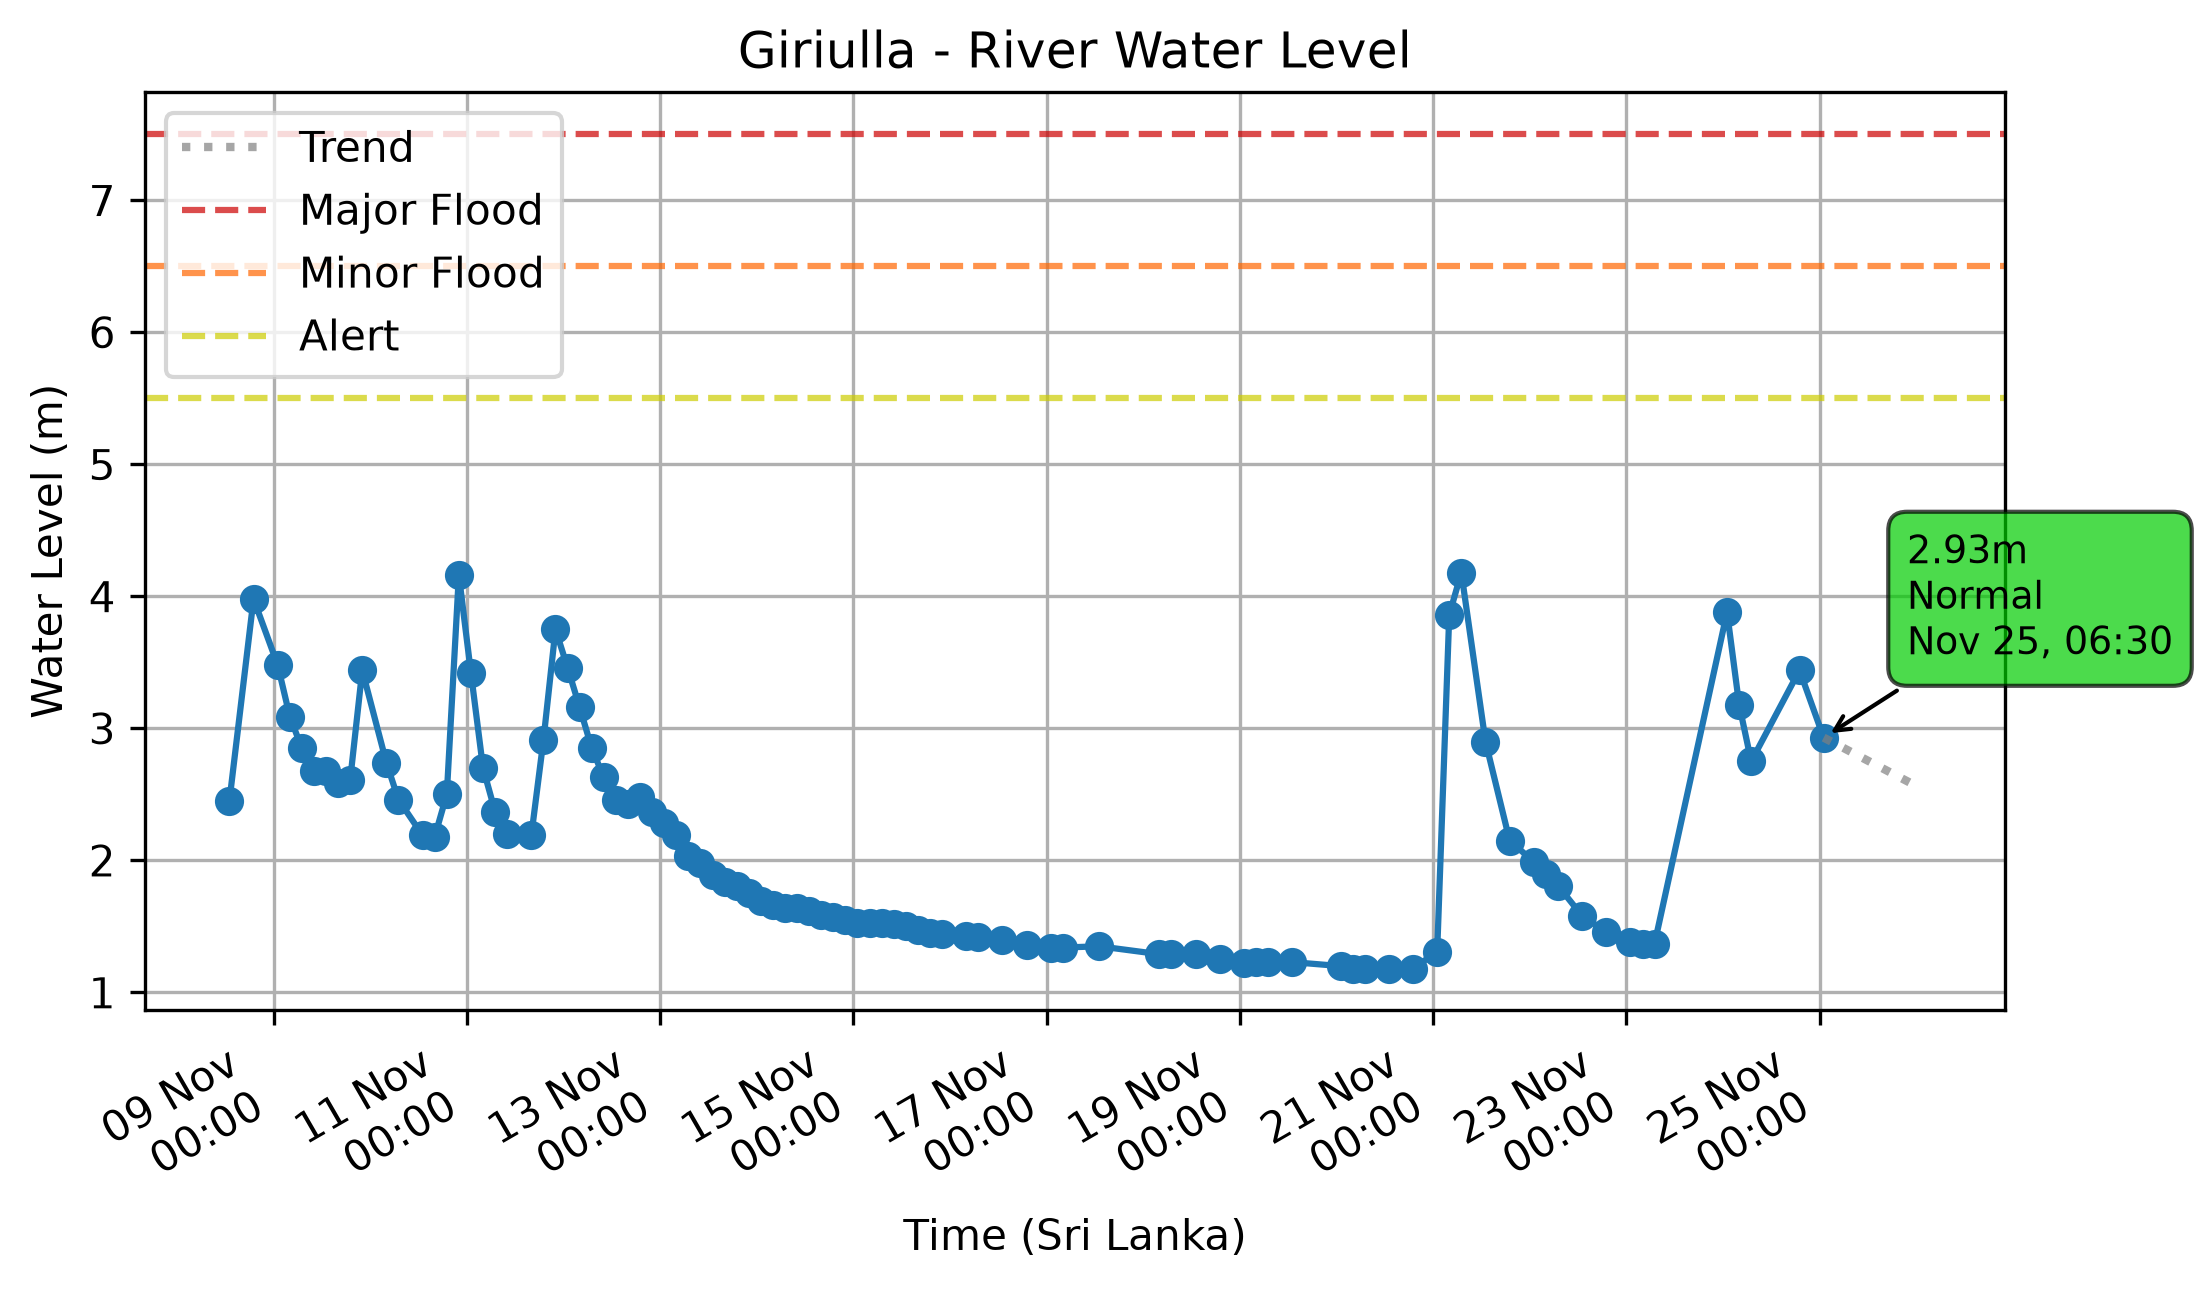 Giriulla - River Water Level
Trend
Major Flood
Minor Flood
Alert
Water Level (m)
7
6
5
4
3
2
1
2.93m
Normal
Nov 25, 06:30
09 Nov
00:00
11 Nov
00:00
13 Nov
00:00
15 Nov
00:00
17 Nov
00:00
19 Nov
00:00
21 Nov
00:00
23 Nov
00:00
25 Nov
00:00
Time (Sri Lanka)